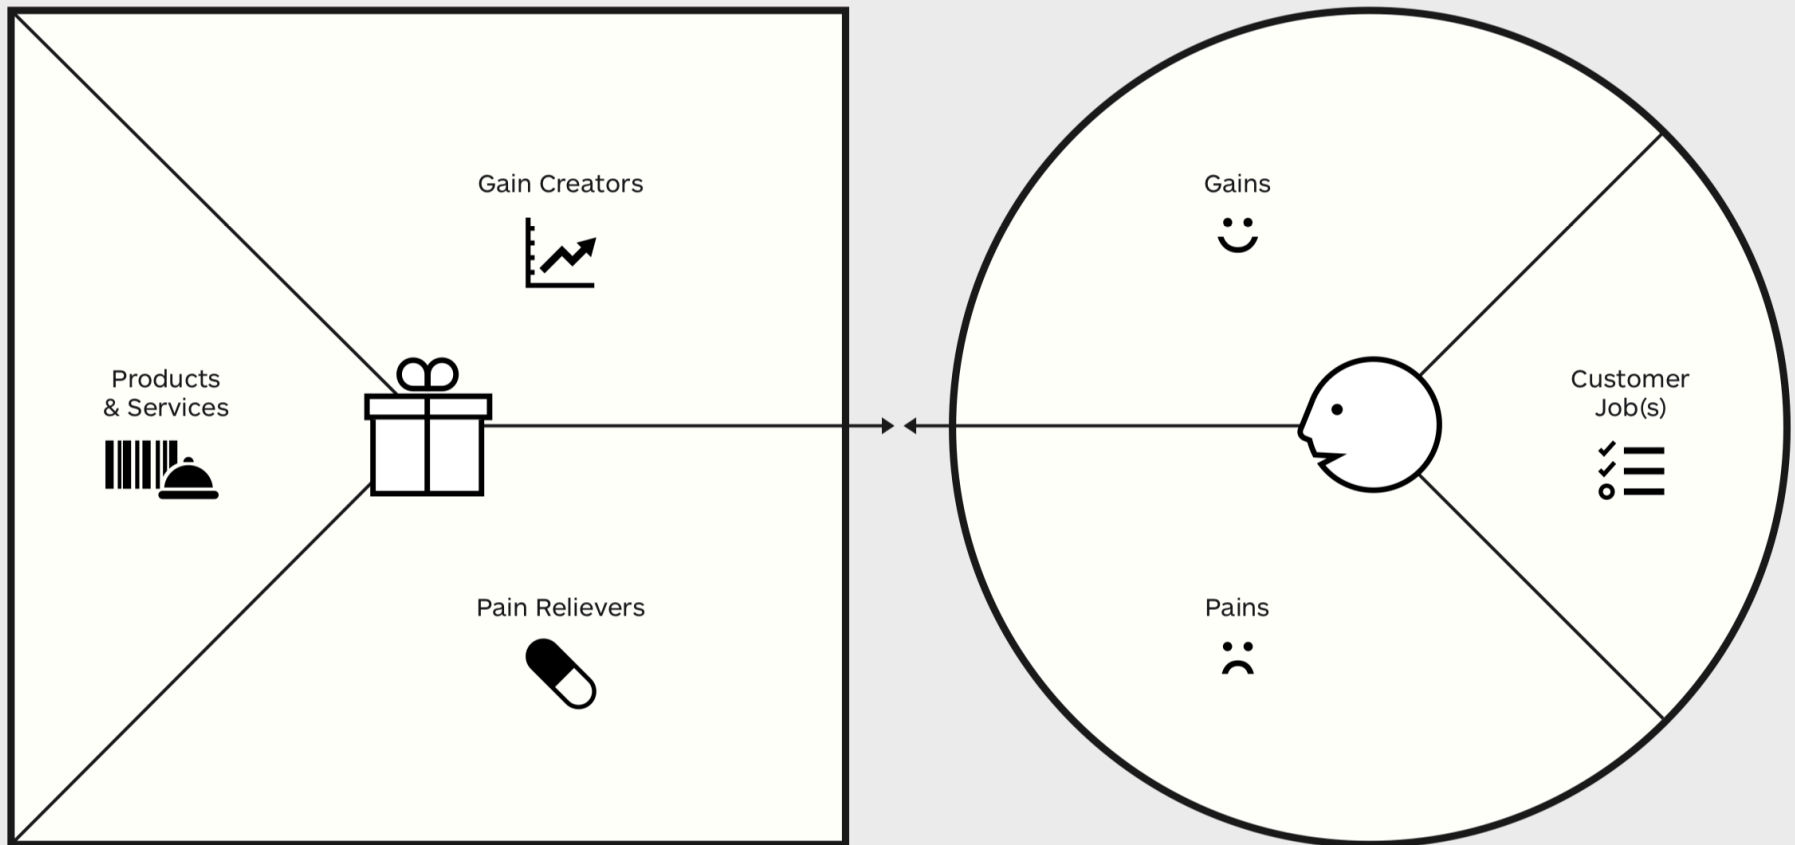 Gain Creators
Products
& Services
Pain Relievers
Gains
Customer
Job(s)
Pains